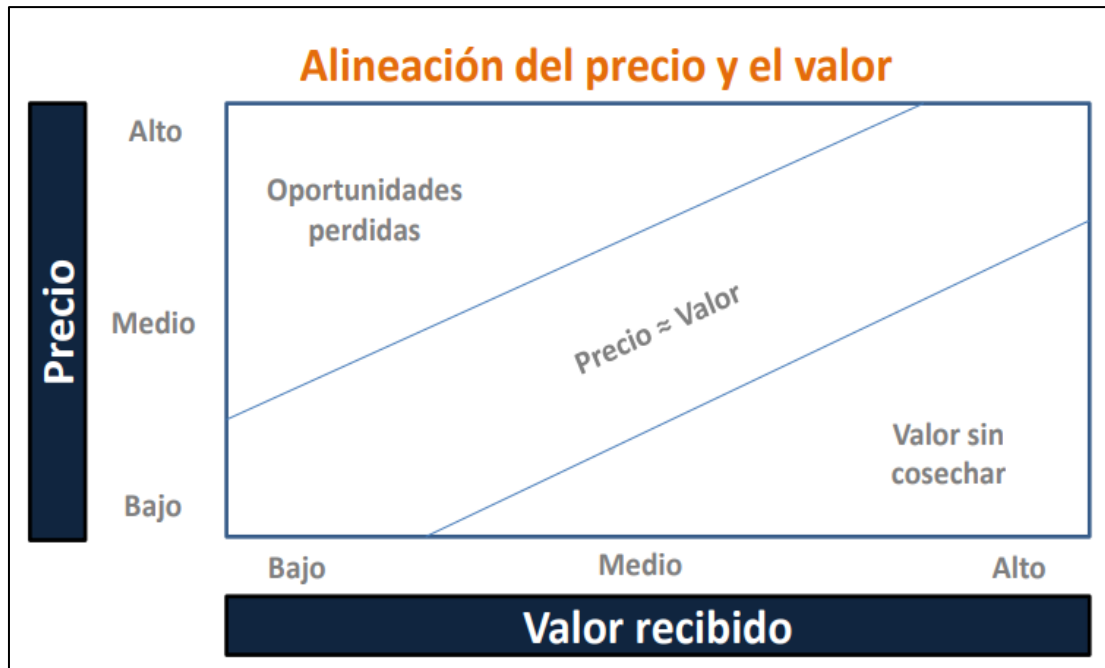 Alineación del precio y el valor
Precio
Alto
Medio
Bajo
Oportunidades
perdidas
Precio ≈ Valor
Valor sin
cosechar
Bajo
Medio
Alto
Valor recibido